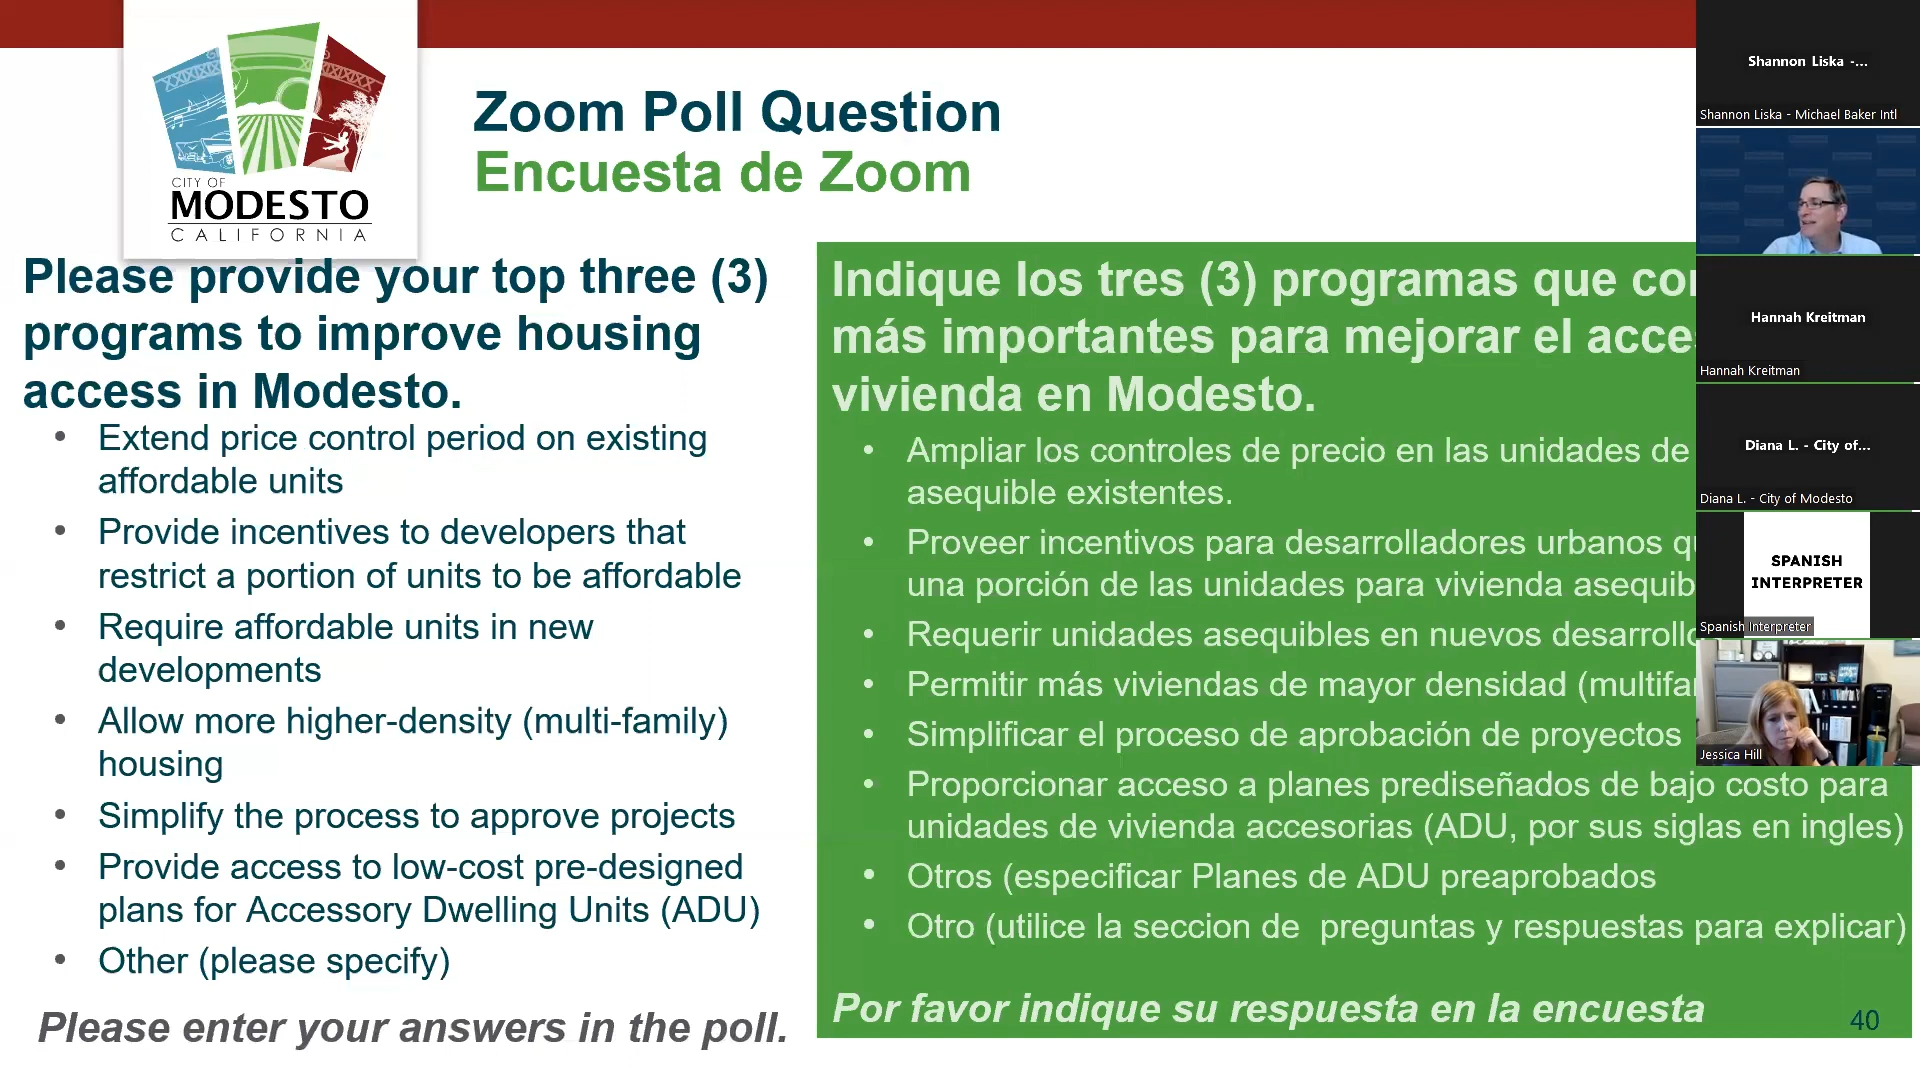 CITY OF
MODESTO
CALIFORNIA
Zoom Poll Question
Encuesta de Zoom
Please provide your top three (3)
programs to improve housing
access in Modesto.
• Extend price control period on existing
affordable units
• Provide incentives to developers that
restrict a portion of units to be affordable
• Require affordable units in new
developments
• Allow more higher-density (multi-family)
housing
• Simplify the process to approve projects
• Provide access to low-cost pre-designed
plans for Accessory Dwelling Units (ADU)
• Other (please specify)
Please enter your answers in the poll.
Indique los tres (3) programas que
más importantes para mejorar el
vivienda en Modesto.
• Ampliar los controles de precio en las unidades de
asequible existentes.
• Proveer incentivos para desarrolladores urbanos
una porción de las unidades para vivienda
• Requerir unidades asequibles en nuevos
• Permitir más viviendas de mayor densidad
• Simplificar el proceso de aprobación de proyectos
• Proporcionar acceso a planes prediseñados de bajo costo para
unidades de vivienda accesorias (ADU, por sus siglas en ingles)
• Otros (especificar Planes de ADU preaprobados
• Otro (utilice la seccion de preguntas y respuestas para explicar)
Por favor indique su respuesta en la encuesta
40
Shannon Liska -...
Shannon Liska - Michael Baker Intl
Hannah Kreitman
Hannah Kreitman
Diana L. - City of...
Diana L. - City of Modesto
SPANISH
INTERPRETER
Spanish Interpreter
Jessica Hill